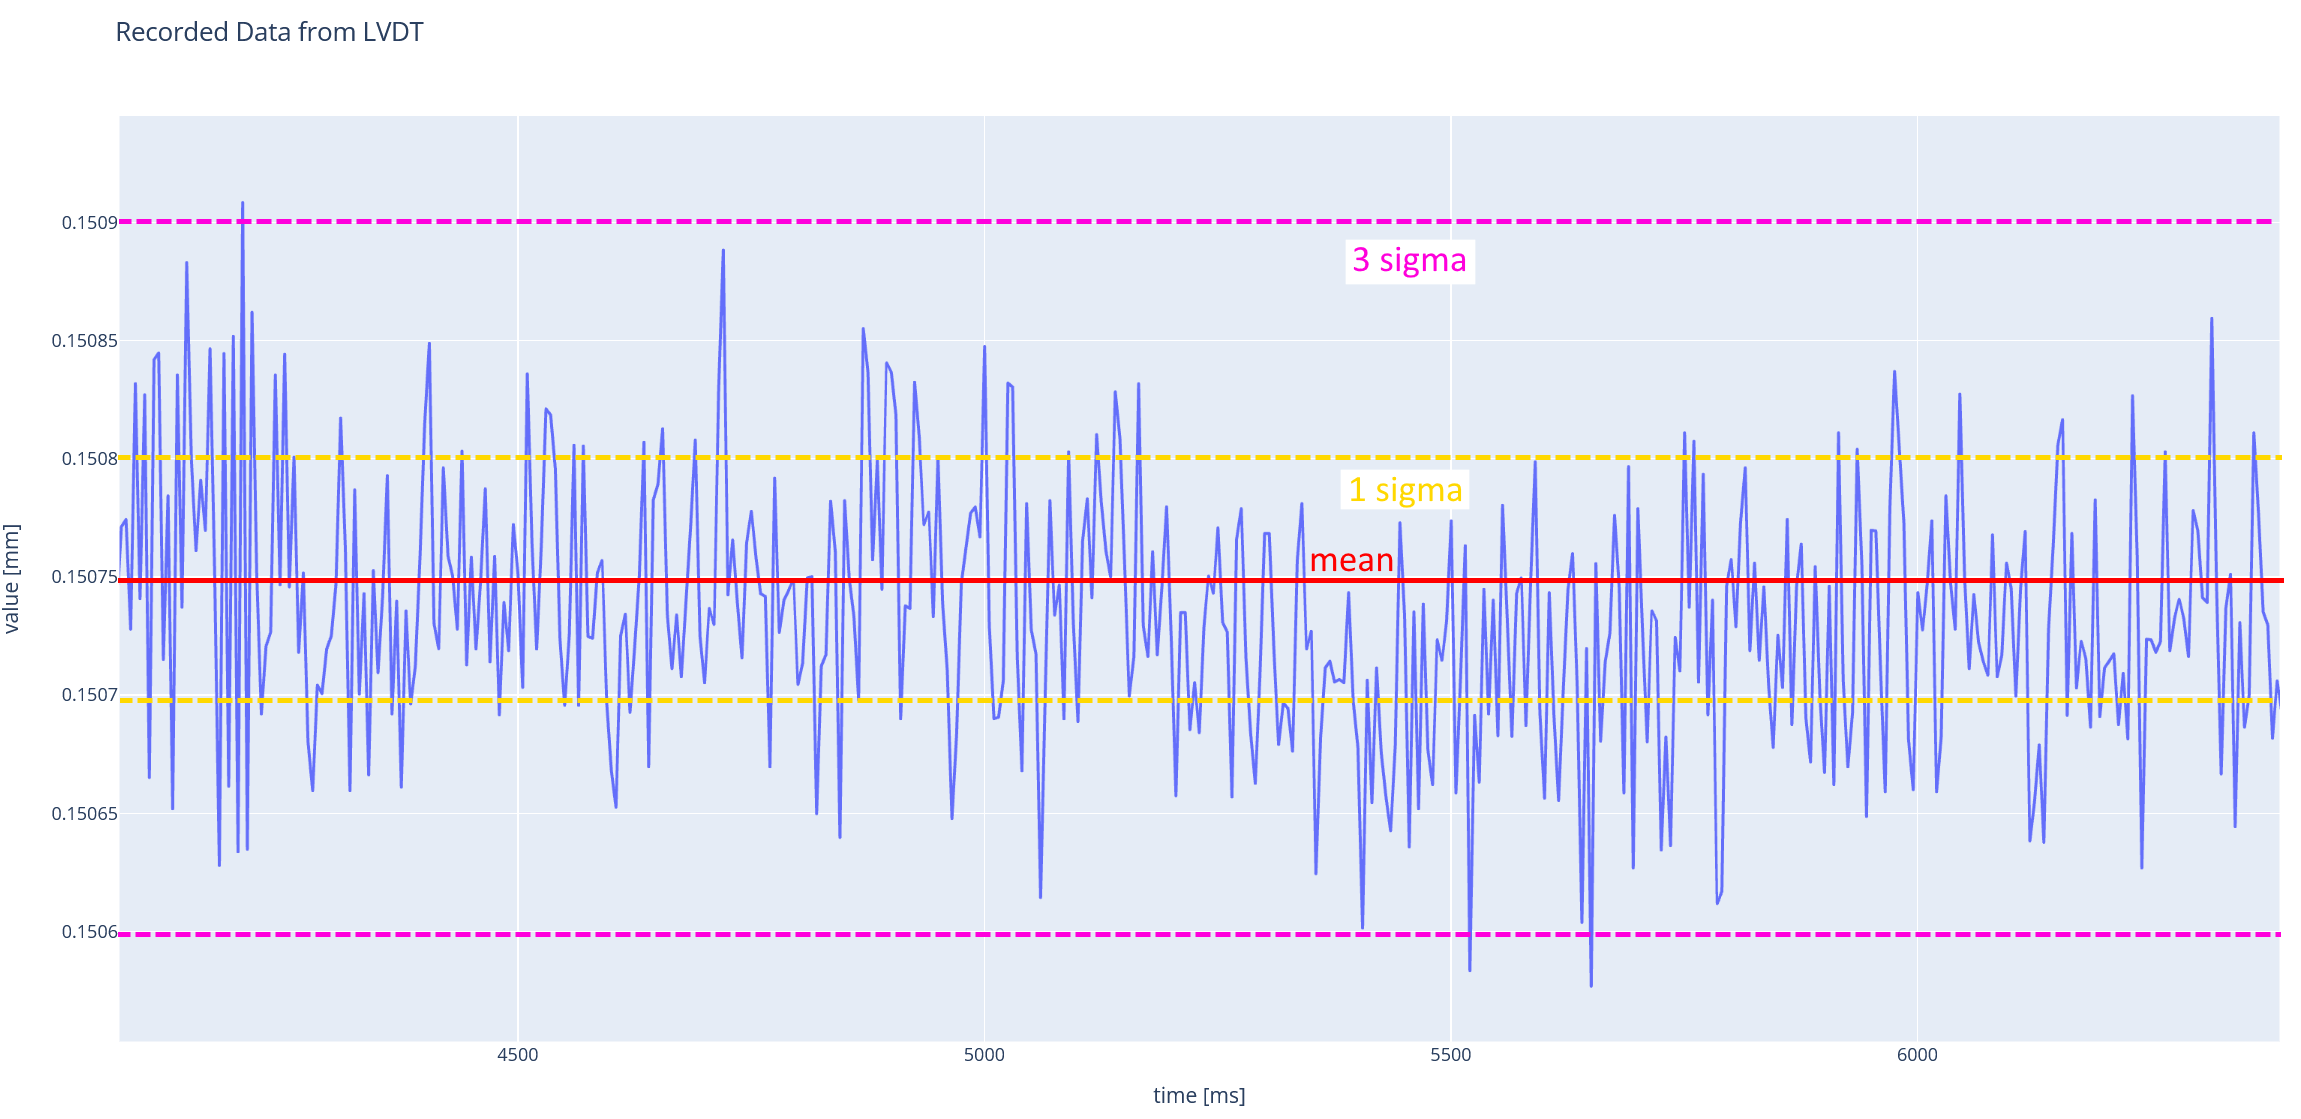 Recorded Data from LVDT
0.1509
3 sigma
0.15085
0.1508
1 sigma
mean
0.15075
value [mm]
0.1507
0.15065
0.1506
4500 5000 5500 6000
time [ms]